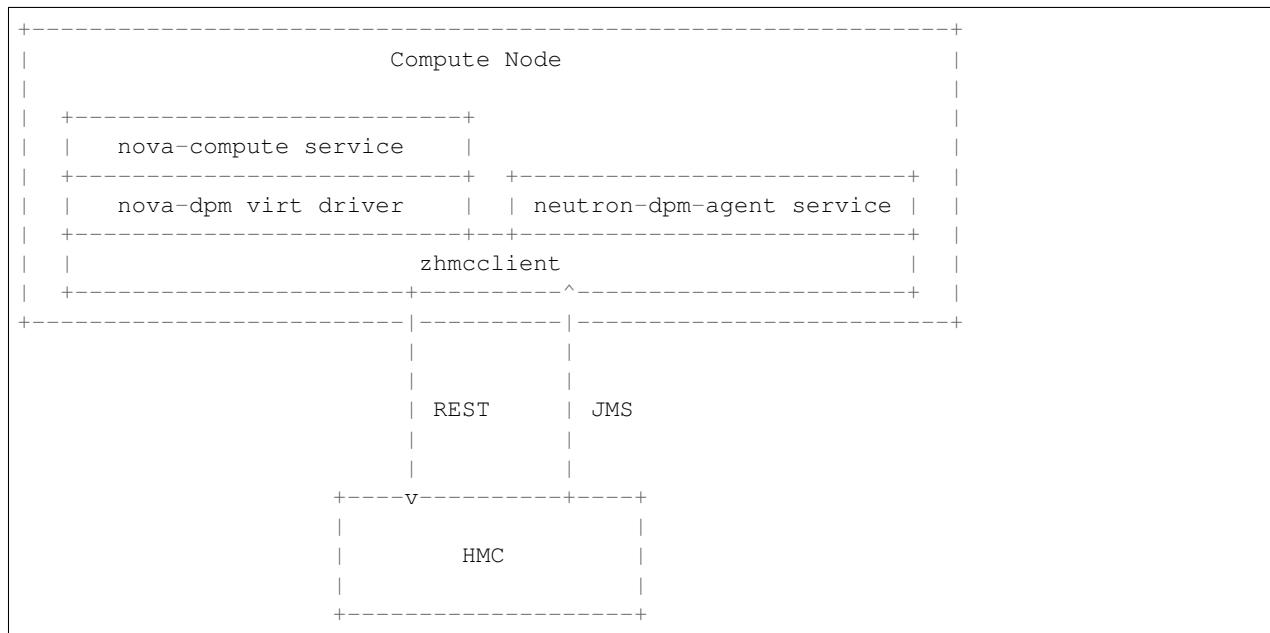 Compute Node
nova-compute service
nova-dpm virt driver neutron-dpm-agent service
zhmcclient
REST JMS
HMC